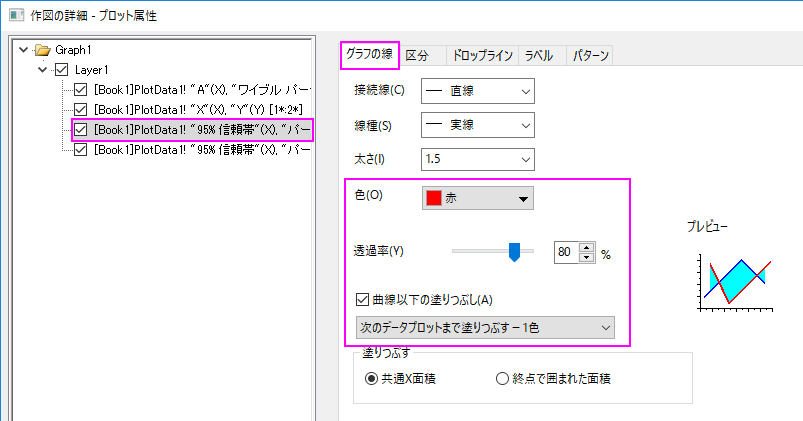 作図の詳細 - プロット属性
Graph1
Layer1
[Book1]PlotData1! "A"(X), "ワイブル パー
[Book1]PlotData1! "X"(X), "Y"(Y) [1*:2*]
[Book1]PlotData1! "95% 信頼帯"(X), "パー
[Book1]PlotData1! "95% 信頼帯"(X), "パー
グラフの線 区分 ドロップライン ラベル パターン
接続線(C) 直線
線種(S) 実線
太さ(I) 1.5
色(O) 赤
透過率(Y) 80 %
曲線以下の塗りつぶし(A)
次のデータプロットまで塗りつぶす - 1色
塗りつぶす
共通X面積 終点で囲まれた面積
プレビュー